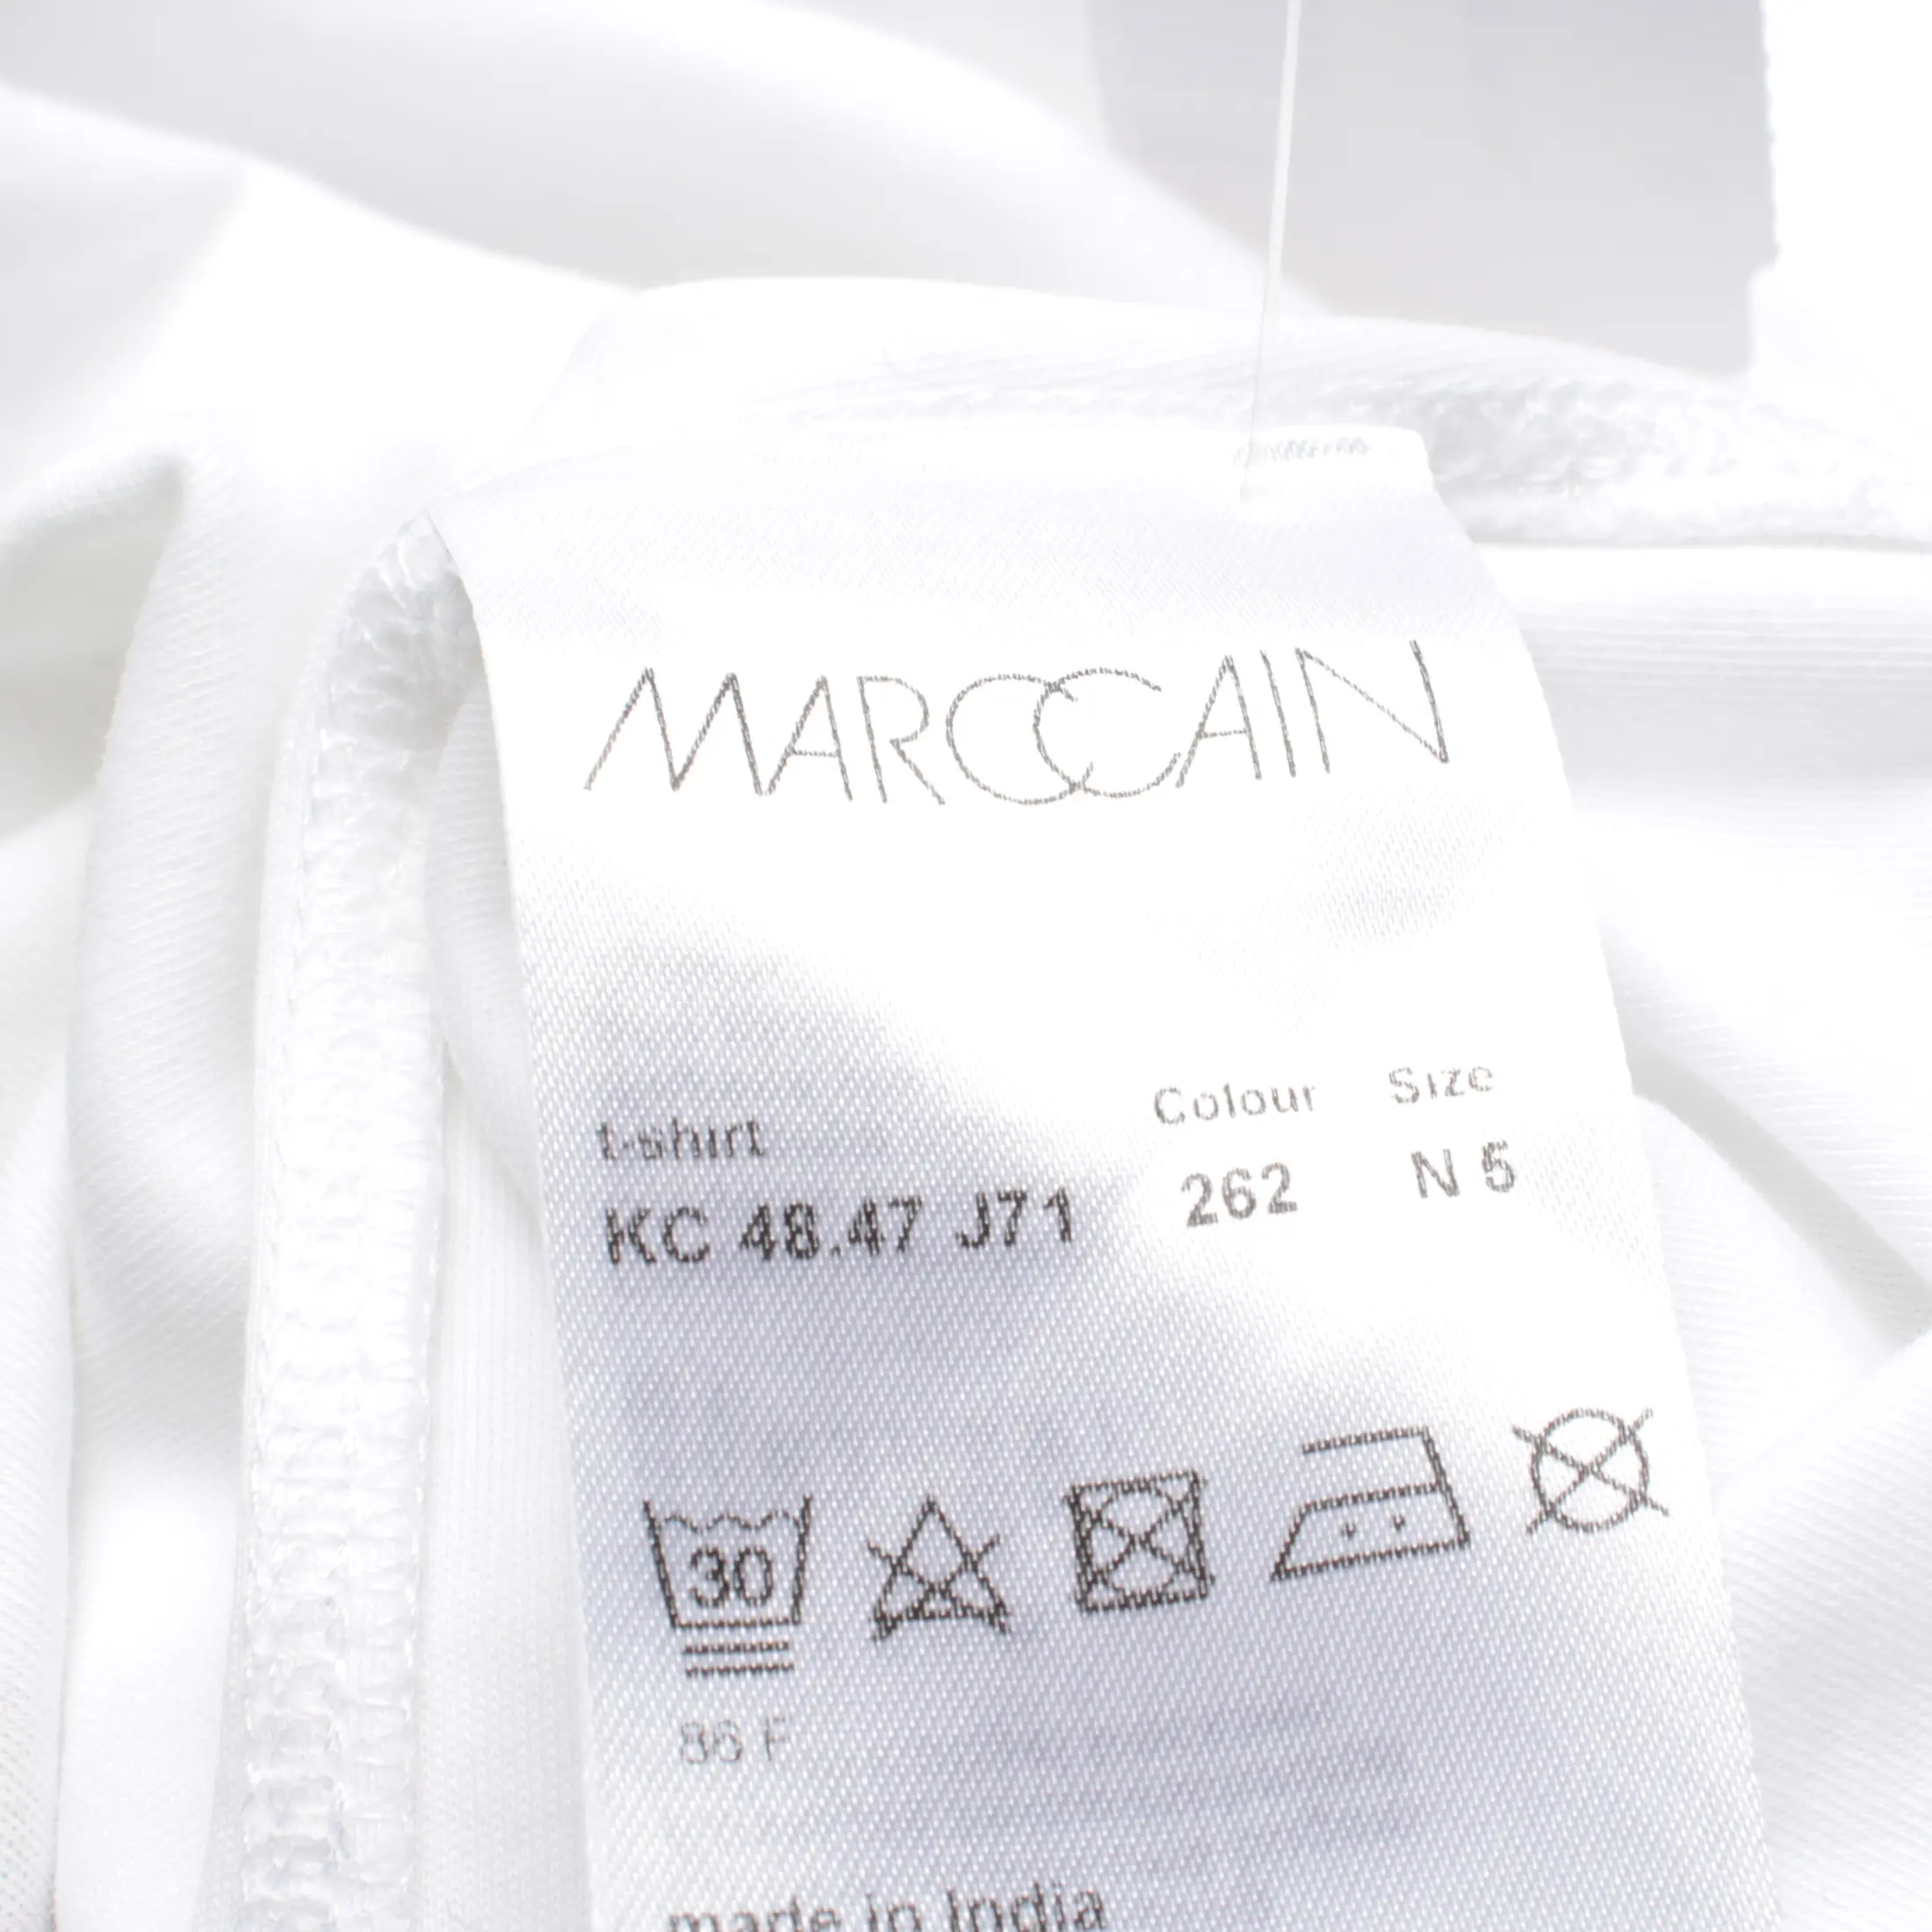 MARCCAIN
Colour Size
t-shirt
KC 48.47 J71 262 N 5
30
86 F
made in India